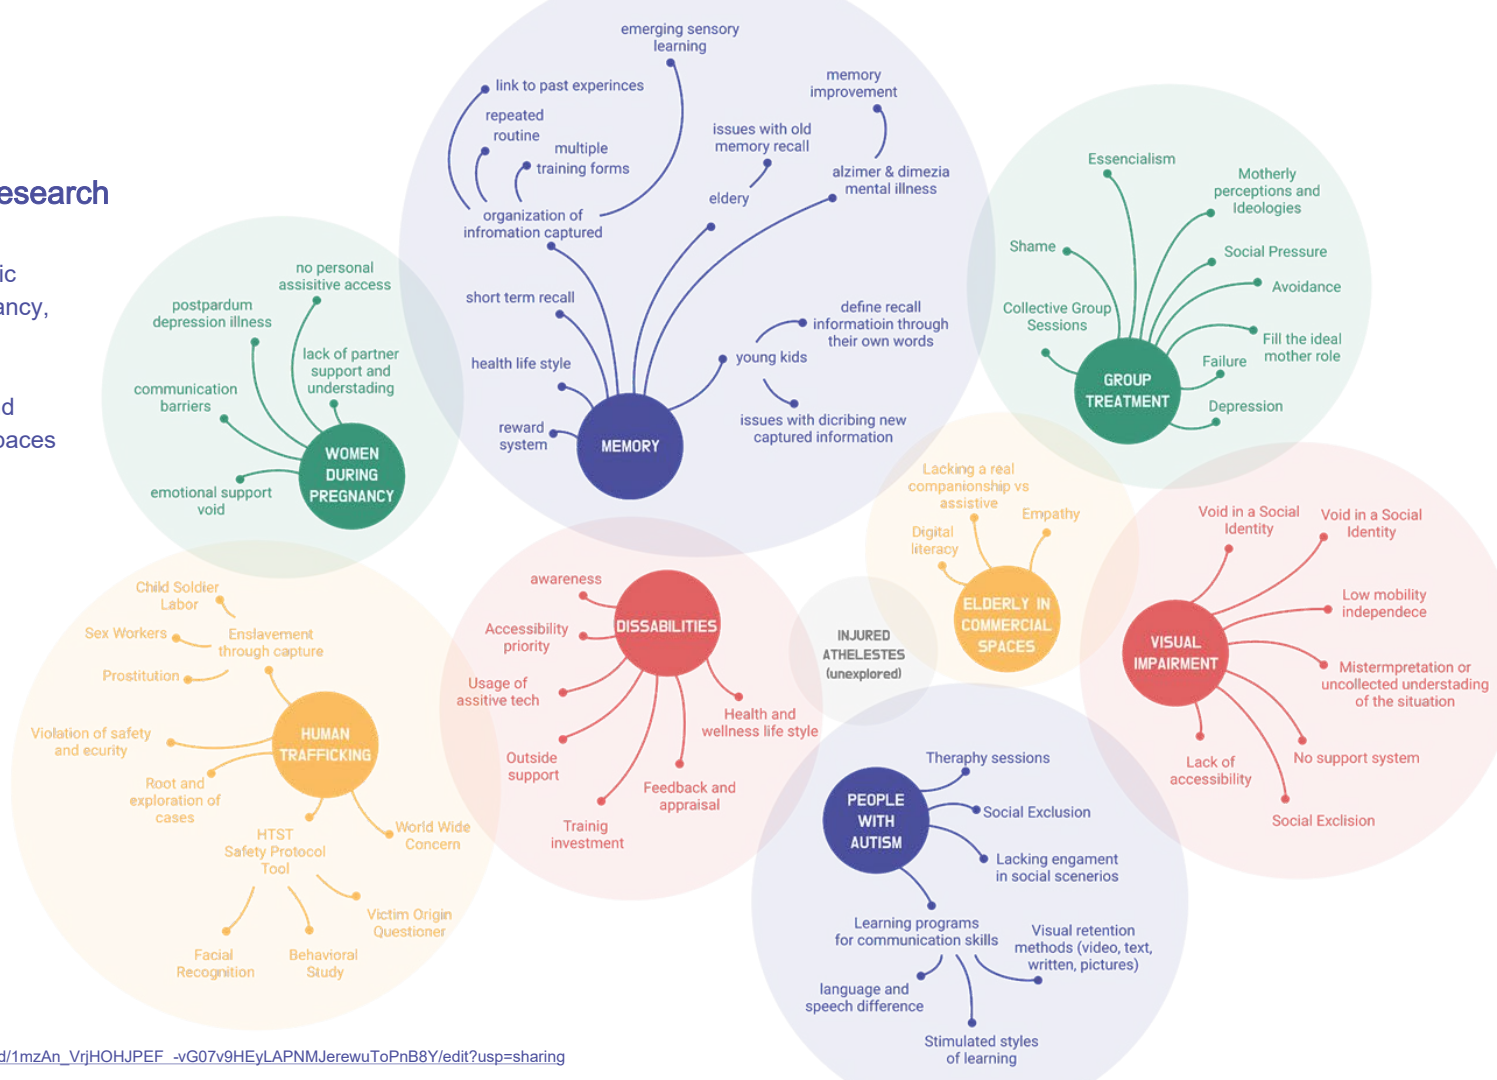 esearch
ic
ancy,
d
paces
emerging sensory
learning
link to past experinces
repeated
routine
multiple
training forms
organization of
infromation captured
memory
improvement
issues with old
memory recall
eldery
alzimer & dimezia
mental illness
short term recall
health life style
reward
system
define recall
informatioin through
their own words
young kids
issues with dicribing new
captured information
MEMORY
Essencialism
Motherly
perceptions and
Ideologies
Shame
Social Pressure
Avoidance
Collective Group
Sessions
Fill the ideal
mother role
Failure
Depression
GROUP
TREATMENT
no personal
assisitive access
postpardum
depression illness
lack of partner
support and
understading
communication
barriers
emotional support
void
WOMEN
DURING
PREGNANCY
Lacking a real
companionship vs
assistive
Empathy
Digital
literacy
ELDERLY IN
COMMERCIAL
SPACES
Void in a Social
Identity
Void in a Social
Identity
Low mobility
independece
Mistermpretation or
uncollected understading
of the situation
No support system
Lack of
accessibility
Social Exclision
VISUAL
IMPAIRMENT
awareness
Accessibility
priority
Usage of
assitive tech
Outside
support
Trainig
investment
Feedback and
appraisal
Health and
wellness life style
DISSABILITIES
INJURED
ATHELESTES
(unexplored)
Child Soldier
Labor
Sex Workers
Enslavement
through capture
Prostitution
Violation of safety
and ecurity
Root and
exploration of
cases
HTST
Safety Protocol
Tool
World Wide
Concern
Victim Origin
Questioner
Facial
Recognition
Behavioral
Study
HUMAN
TRAFFICKING
Theraphy sessions
Social Exclusion
Lacking engament
in social scenerios
Learning programs
for communication skills
Visual retention
methods (video, text,
written, pictures)
language and
speech difference
Stimulated styles
of learning
PEOPLE
WITH
AUTISM
d/1mzAn_VrjHOHJPEF_-vG07v9HEyLAPNMJerewuToPnB8Y/edit?usp=sharing